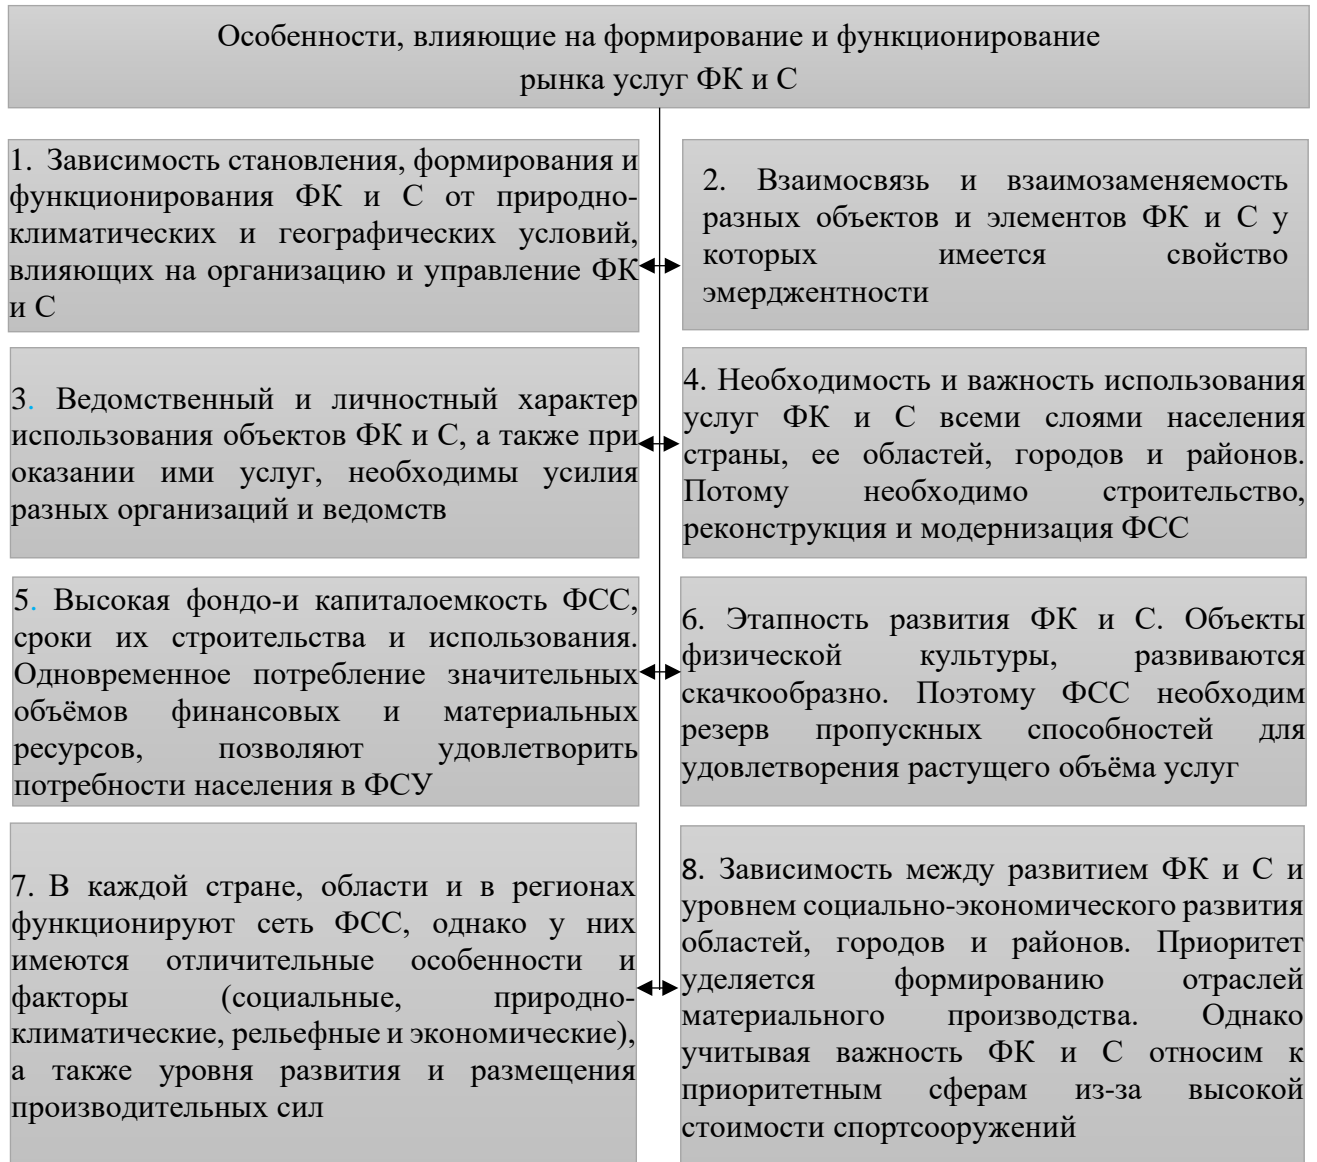 Особенности, влияющие на формирование и функционирование
рынка услуг ФК и С
1. Зависимость становления, формирования и
функционирования ФК и С от природно-
климатических и географических условий,
влияющих на организацию и управление ФК
и С
2. Взаимосвязь и взаимозаменяемость
разных объектов и элементов ФК и С у
которых имеется свойство
эмерджентности
3. Ведомственный и личностный характер
использования объектов ФК и С, а также при
оказании ими услуг, необходимы усилия
разных организаций и ведомств
4. Необходимость и важность использования
услуг ФК и С всеми слоями населения
страны, ее областей, городов и районов.
Потому необходимо строительство,
реконструкция и модернизация ФСС
5. Высокая фондо-и капиталоемкость ФСС,
сроки их строительства и использования.
Одновременное потребление значительных
объёмов финансовых и материальных
ресурсов, позволяют удовлетворить
потребности населения в ФСУ
6. Этапность развития ФК и С. Объекты
физической культуры, развиваются
скачкообразно. Поэтому ФСС необходим
резерв пропускных способностей для
удовлетворения растущего объёма услуг
7. В каждой стране, области и в регионах
функционируют сеть ФСС, однако у них
имеются отличительные особенности и
факторы (социальные, природно-
климатические, рельефные и экономические),
а также уровня развития и размещения
производительных сил
8. Зависимость между развитием ФК и С и
уровнем социально-экономического развития
областей, городов и районов. Приоритет
уделяется формированию отраслей
материального производства. Однако
учитывая важность ФК и С относим к
приоритетным сферам из-за высокой
стоимости спортсооружений